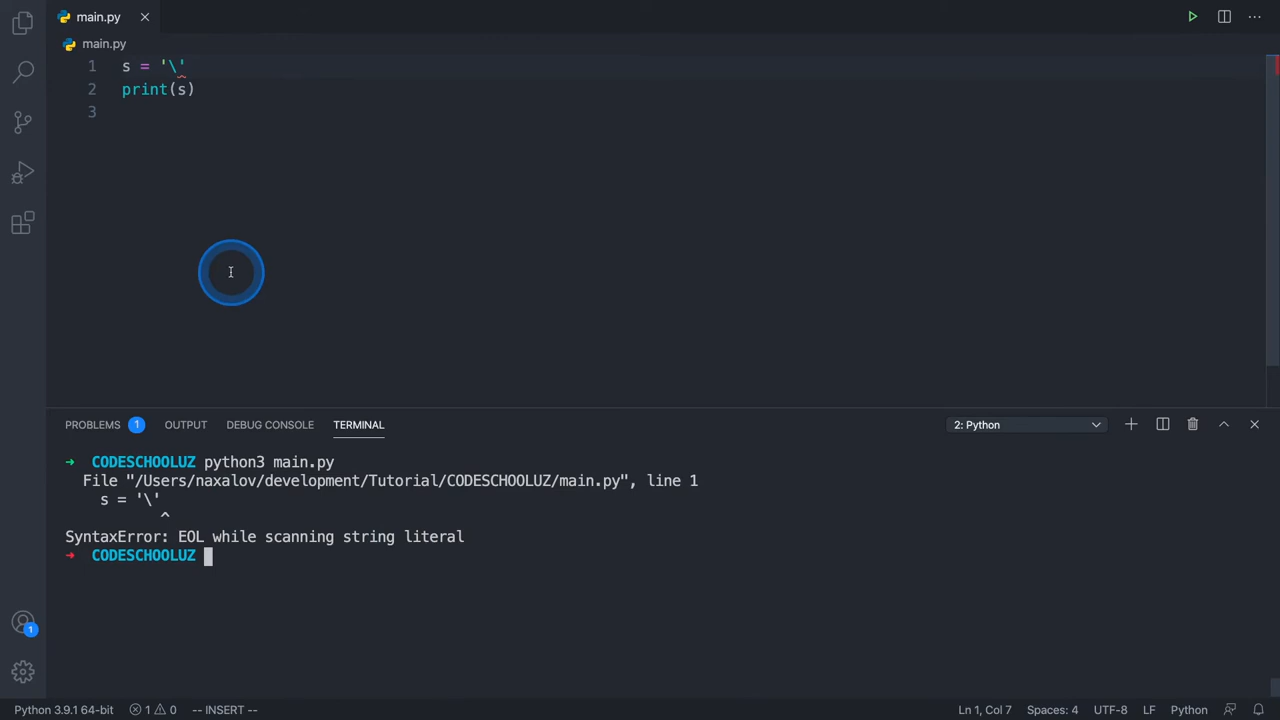 main.py
main.py
1 s = '\'
2 print(s)
3
PROBLEMS 1 OUTPUT DEBUG CONSOLE TERMINAL 2: Python
→ CODESCHOOLUZ python3 main.py
File "/Users/naxalov/development/Tutorial/CODESCHOOLUZ/main.py", line 1
s = '\'
^
SyntaxError: EOL while scanning string literal
→ CODESCHOOLUZ
1
Python 3.9.1 64-bit 1 0 -- INSERT -- Ln 1, Col 7 Spaces: 4 UTF-8 LF Python